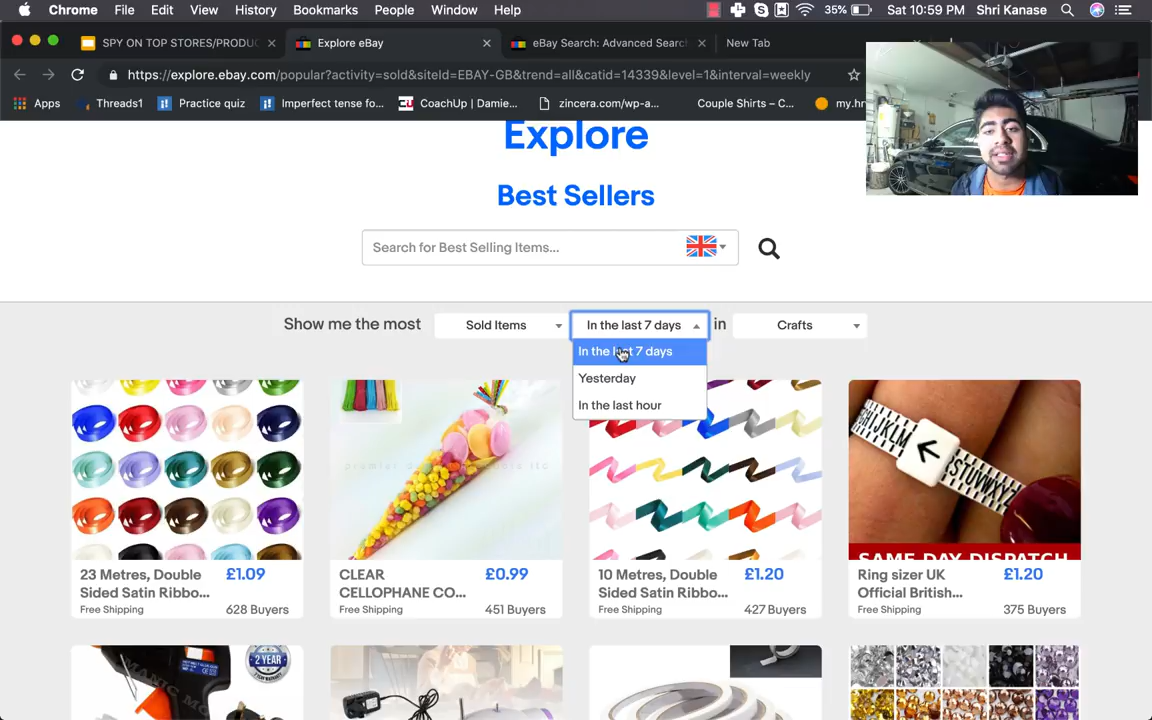 Chrome File Edit View History Bookmarks People Window Help 35% Sat 10:59 PM Shri Kanase
SPY ON TOP STORES/PRODUC Explore eBay eBay Search: Advanced Searc New Tab
https://explore.ebay.com/popular?activity=sold&siteId=EBAY-GB&trend=all&catid=14339&level=1&interval=weekly
Apps Threads1 Practice quiz Imperfect tense fo... CoachUp | Damie... zincera.com/wp-a... Couple Shirts – C... my.hr
Explore
Best Sellers
Search for Best Selling Items...
Show me the most Sold Items In the last 7 days in Crafts
In the last 7 days
Yesterday
In the last hour
SAME DAY DISPATCH
23 Metres, Double
Sided Satin Ribbo...
£1.09
Free Shipping
628 Buyers
CLEAR
CELLOPHANE CO...
£0.99
Free Shipping
451 Buyers
10 Metres, Double
Sided Satin Ribbo...
£1.20
Free Shipping
427 Buyers
Ring sizer UK
Official British...
£1.20
Free Shipping
375 Buyers
2 YEAR